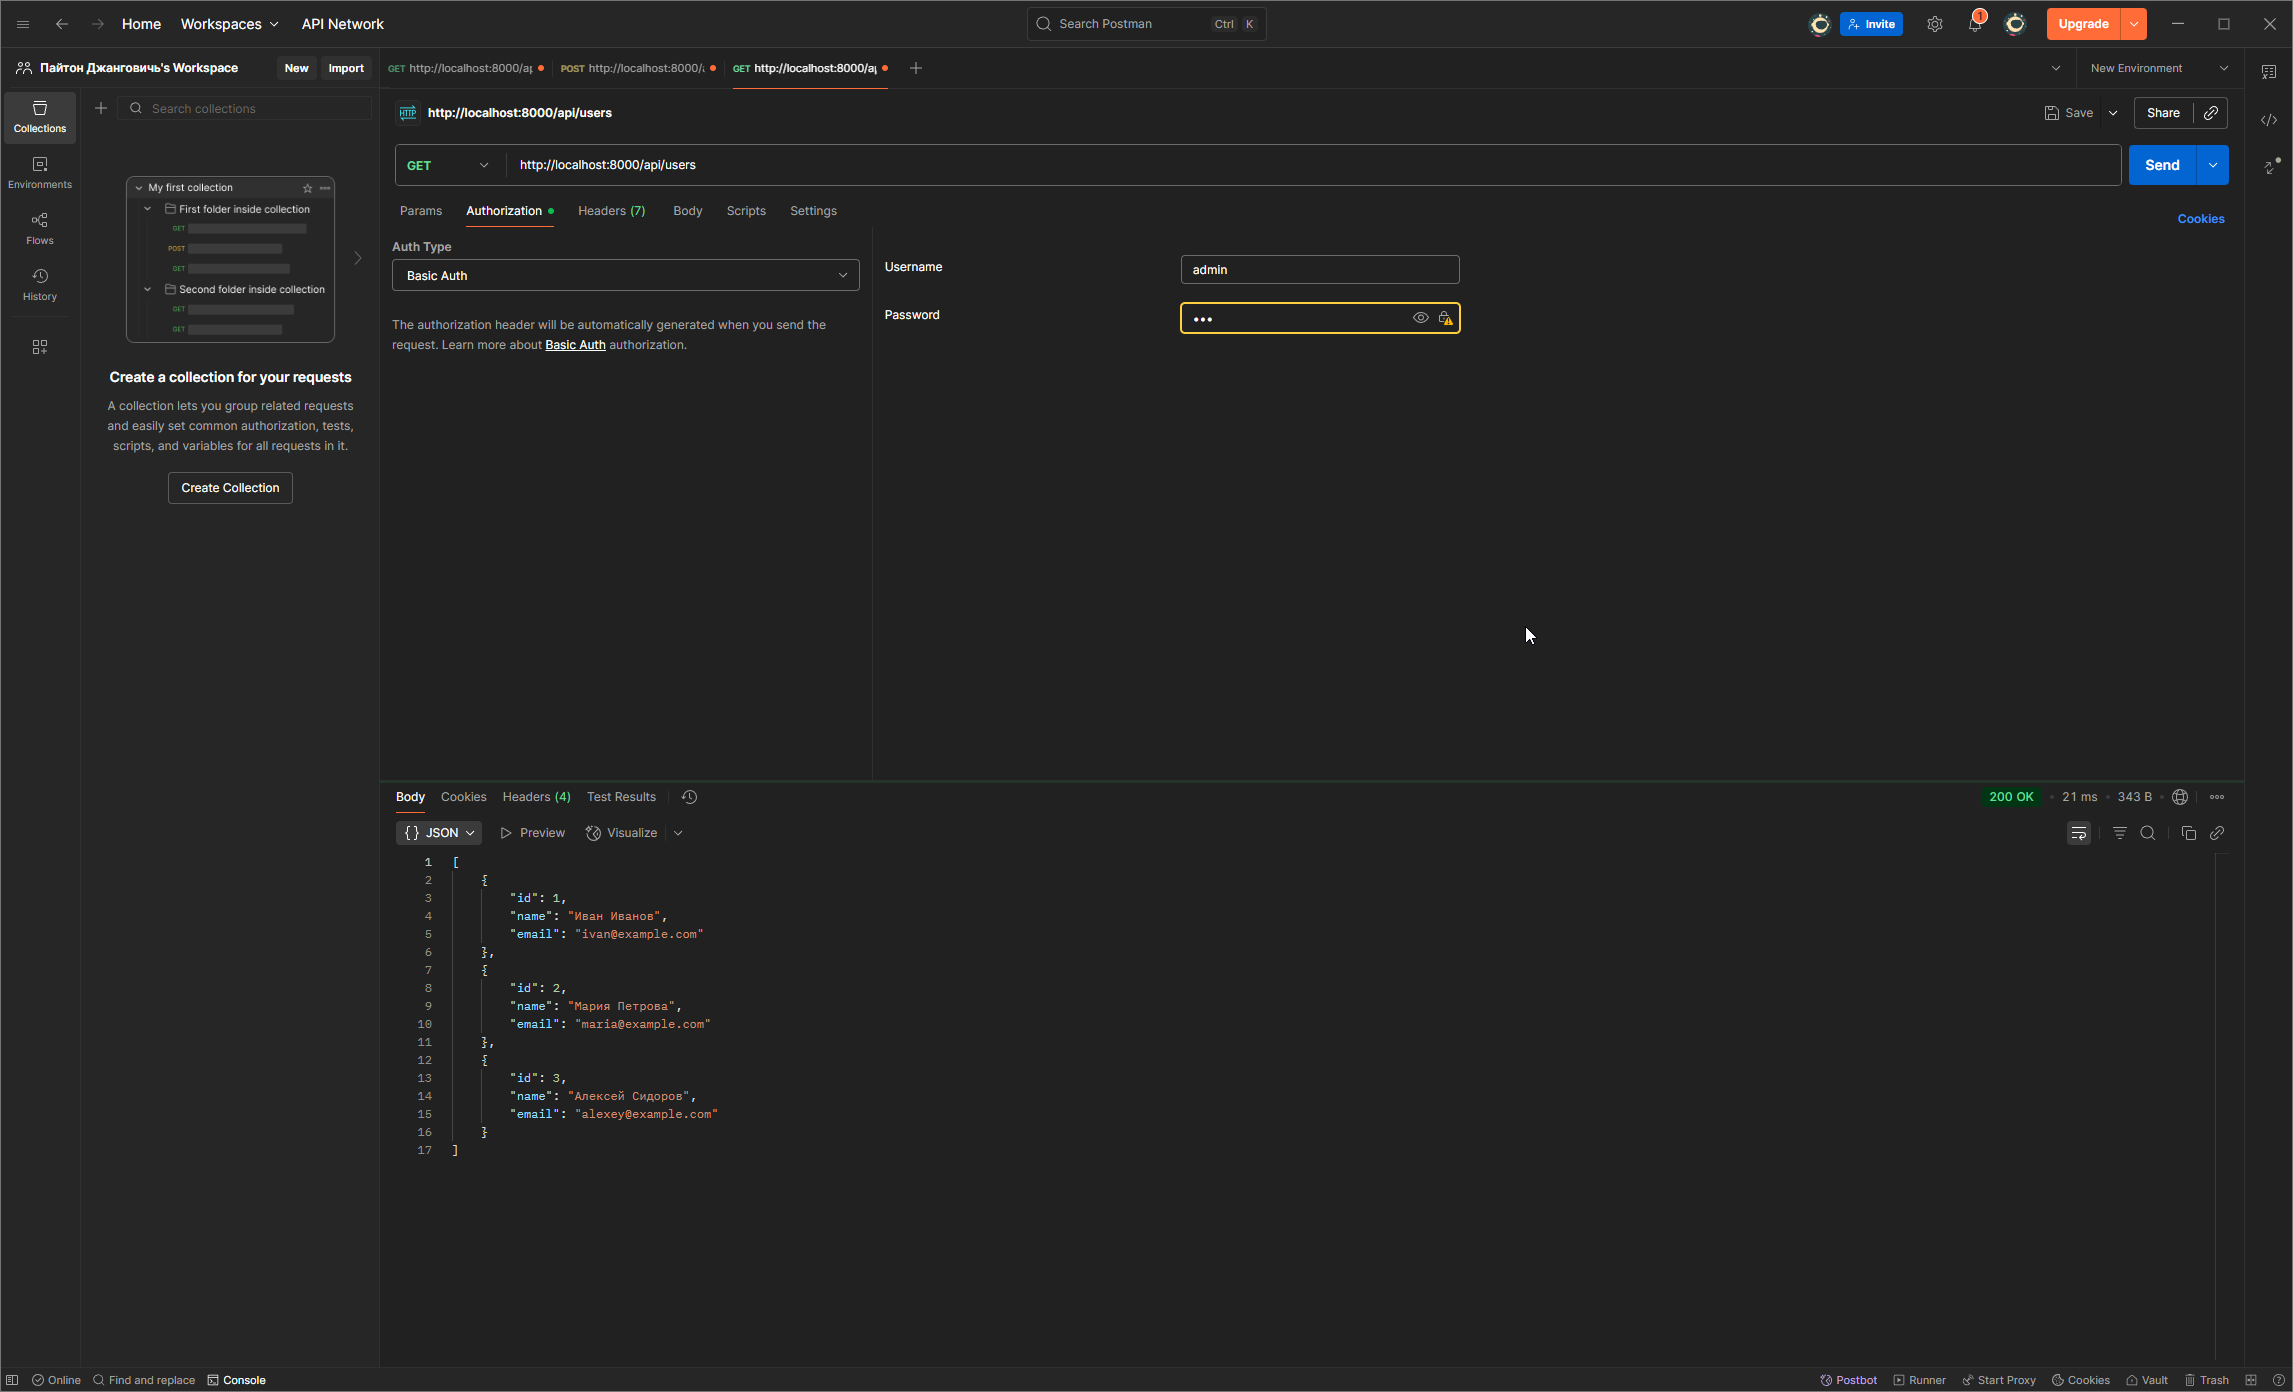 Home Workspaces API Network Search Postman Ctrl K Invite 1 Upgrade
Пайтон Джанговичь's Workspace New Import GET http://localhost:8000/a POST http://localhost:8000/ GET http://localhost:8000/a New Environment
Collections
Environments
Flows
History
Search collections
My first collection
First folder inside collection
GET
POST
GET
Second folder inside collection
GET
GET
Create a collection for your requests
A collection lets you group related requests
and easily set common authorization, tests,
scripts, and variables for all requests in it.
Create Collection
HTTP http://localhost:8000/api/users Save Share
GET http://localhost:8000/api/users Send
Params Authorization Headers (7) Body Scripts Settings Cookies
Auth Type
Basic Auth
The authorization header will be automatically generated when you send the
request. Learn more about Basic Auth authorization.
Username admin
Password •••
Body Cookies Headers (4) Test Results 200 OK 21 ms 343 B
{} JSON Preview Visualize
1 [
2 {
3 "id": 1,
4 "name": "Иван Иванов",
5 "email": "ivan@example.com"
6 },
7 {
8 "id": 2,
9 "name": "Мария Петрова",
10 "email": "maria@example.com"
11 },
12 {
13 "id": 3,
14 "name": "Алексей Сидоров",
15 "email": "alexey@example.com"
16 }
17 ]
Online Find and replace Console Postbot Runner Start Proxy Cookies Vault Trash